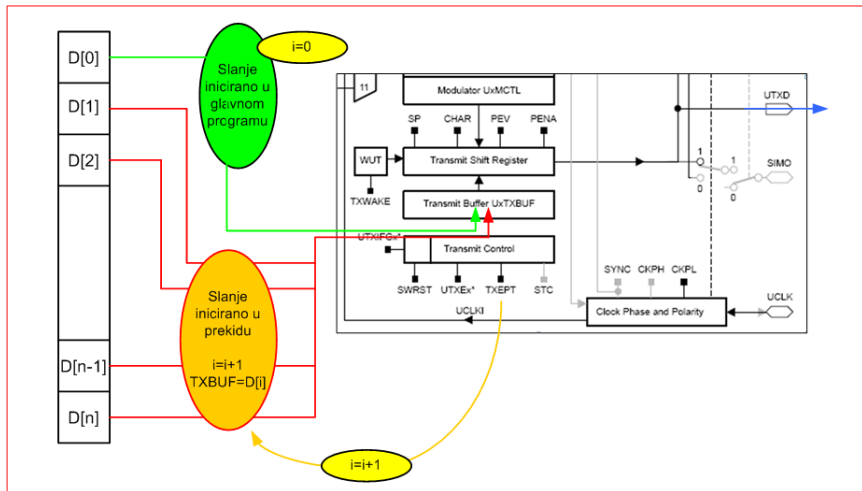 D[0]
D[1]
D[2]
D[n-1]
D[n]
Slanje
inicirano u
glavnom
programu
i=0
Slanje
inicirano u
prekidu
i=i+1
TXBUF=D[i]
i=i+1
11
Modulator UxMCTL
SP
CHAR
PEV
PENA
WUT
Transmit Shift Register
TXWAKE
Transmit Buffer UxTXBUF
UTXIFGx*
Transmit Control
SWRST
UTXEx*
TXEPT
STC
UCLKI
SYNC
CKPH
CKPL
Clock Phase and Polarity
UTXD
1
0
1
0
SIMO
UCLK